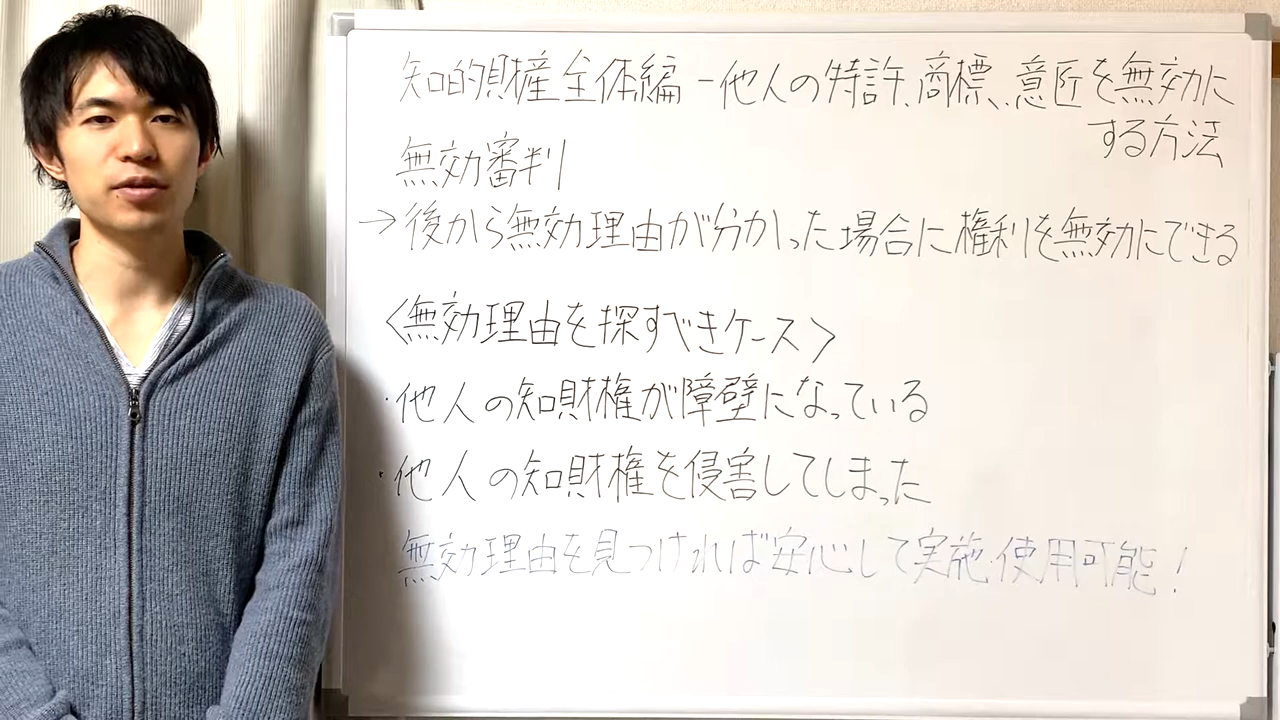 知的財産全体編-他人の特許、商標、意匠を無効に
する方法
無効審判
→後から無効理由が分かった場合に権利を無効にできる
〈無効理由を探すべきケース〉
・他人の知財権が障壁になっている
・他人の知財権を侵害してしまった
無効理由を見つければ安心して実施・使用可能!